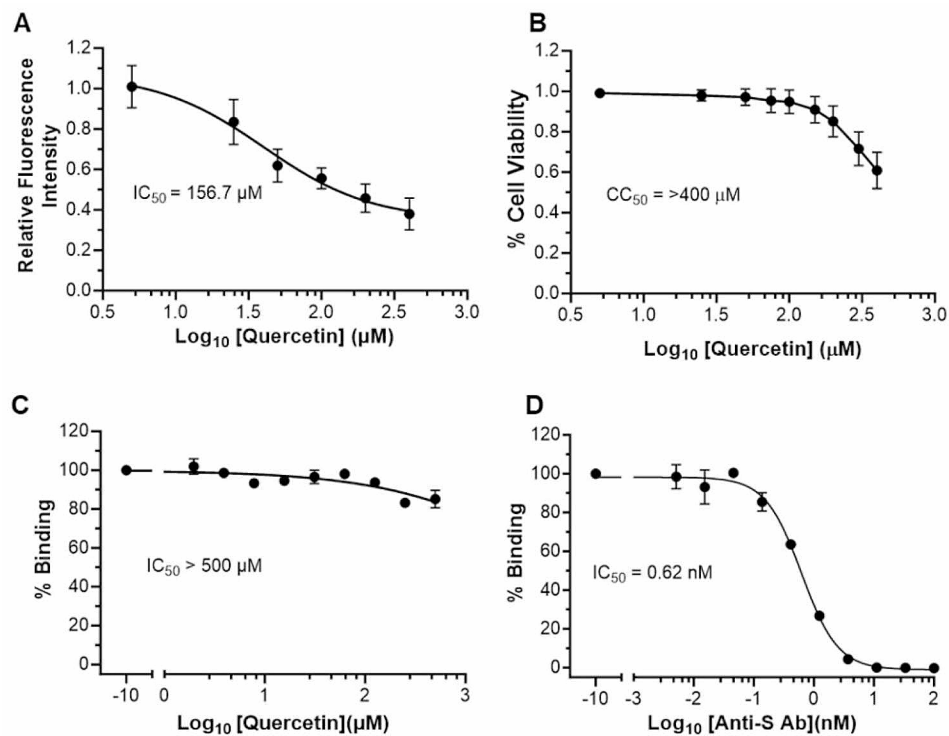 A
Relative Fluorescence
Intensity
1.2
1.0
0.8
0.6
0.4
0.2
0.0
IC50 = 156.7 µM
0.5 1.0 1.5 2.0 2.5 3.0
Log10 [Quercetin] (µM)
B
% Cell Viability
1.2
1.0
0.8
0.6
0.4
0.2
0.0
CC50 = >400 µM
0.5 1.0 1.5 2.0 2.5 3.0
Log10 [Quercetin] (µM)
C
% Binding
120
100
80
60
40
20
0
IC50 > 500 µM
-10 0 1 2 3
Log10 [Quercetin](µM)
D
% Binding
120
100
80
60
40
20
0
IC50 = 0.62 nM
-10 -3 -2 -1 0 1 2
Log10 [Anti-S Ab](nM)